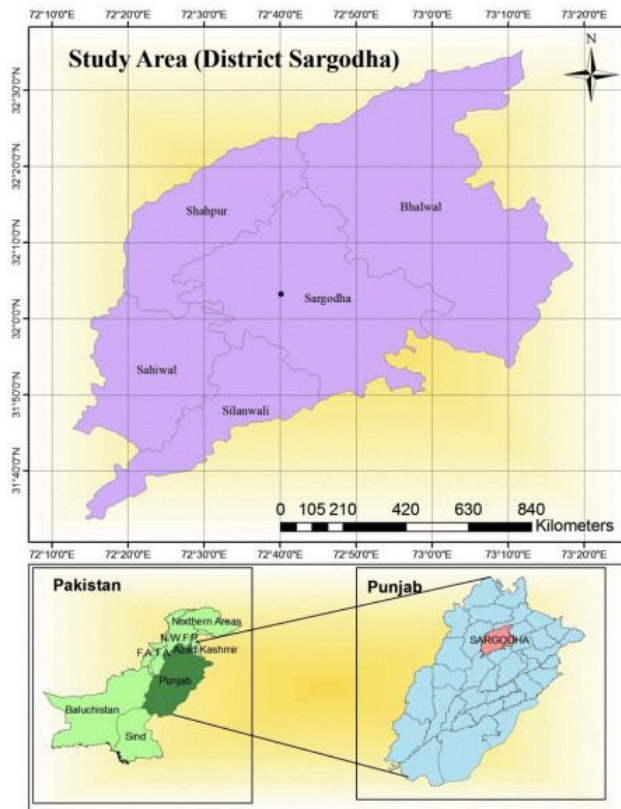 72°10'0"E 72°20'0"E 72°30'0"E 72°40'0"E 72°50'0"E 73°0'0"E 73°10'0"E 73°20'0"E
Study Area (District Sargodha)
N
32°30'0"N
32°20'0"N
32°10'0"N
32°0'0"N
31°50'0"N
31°40'0"N
Shahpur
Bhalwal
Sargodha
Sahiwal
Silanwali
0 105 210 420 630 840
Kilometers
72°10'0"E 72°20'0"E 72°30'0"E 72°40'0"E 72°50'0"E 73°0'0"E 73°10'0"E 73°20'0"E
Pakistan
Northern Areas
N.W.F.P.
F.A.T.A.
Azad Kashmir
Punjab
Baluchistan
Sind
Punjab
SARGODHA